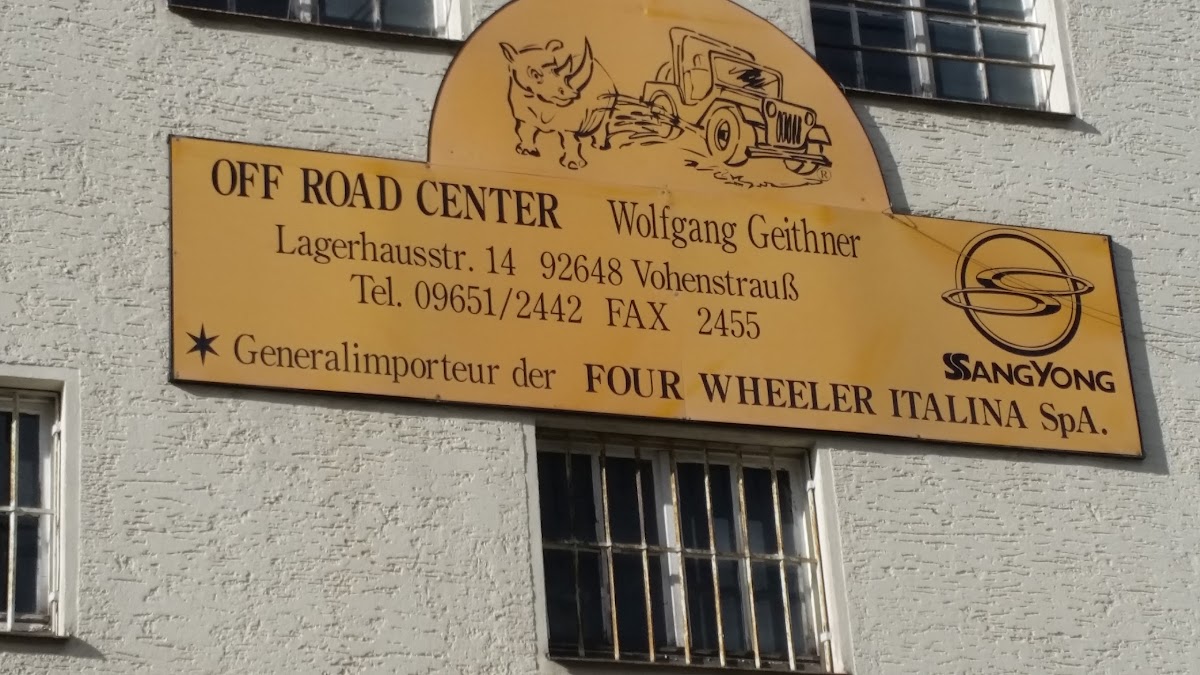 ®
OFF ROAD CENTER Wolfgang Geithner
Lagerhausstr. 14 92648 Vohenstrauß
Tel. 09651/2442 FAX 2455
SSANGYONG
✶ Generalimporteur der FOUR WHEELER ITALINA SpA.